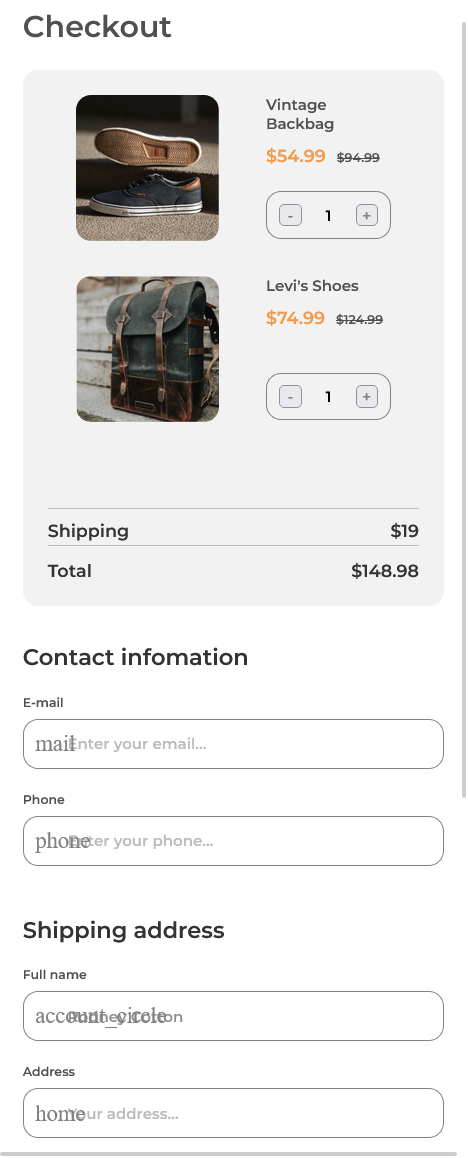 Checkout
Vintage
Backbag
$54.99 $94.99
- 1 +
Levi's Shoes
$74.99 $124.99
- 1 +
Shipping $19
Total $148.98
Contact infomation
E-mail
mail Enter your email...
Phone
phone Enter your phone...
Shipping address
Full name
account_circle Rodney Cotton
Address
home Your address...